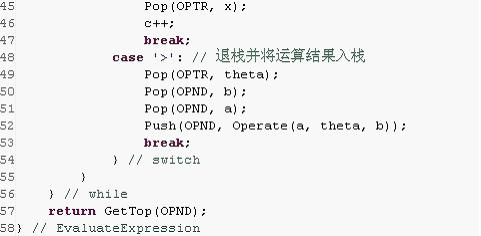 45 Pop(OPTR, x);
46 c++;
47 break;
48 case '>': // 退栈并将运算结果入栈
49 Pop(OPTR, theta);
50 Pop(OPND, b);
51 Pop(OPND, a);
52 Push(OPND, Operate(a, theta, b));
53 break;
54 } // switch
55 }
56 } // while
57 return GetTop(OPND);
58} // EvaluateExpression